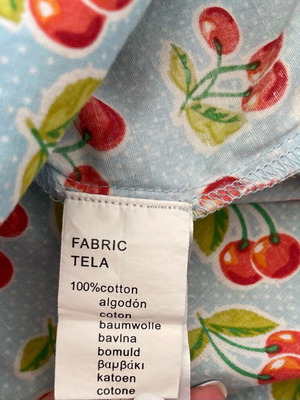 FABRIC
TELA
100%cotton
algodón
coton
baumwolle
bavlna
bomuld
βαμβάκι
katoen
cotone